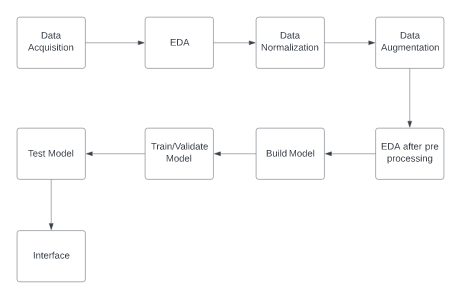 Data
Acquisition
EDA
Data
Normalization
Data
Augmentation
EDA after pre
processing
Build Model
Train/Validate
Model
Test Model
Interface